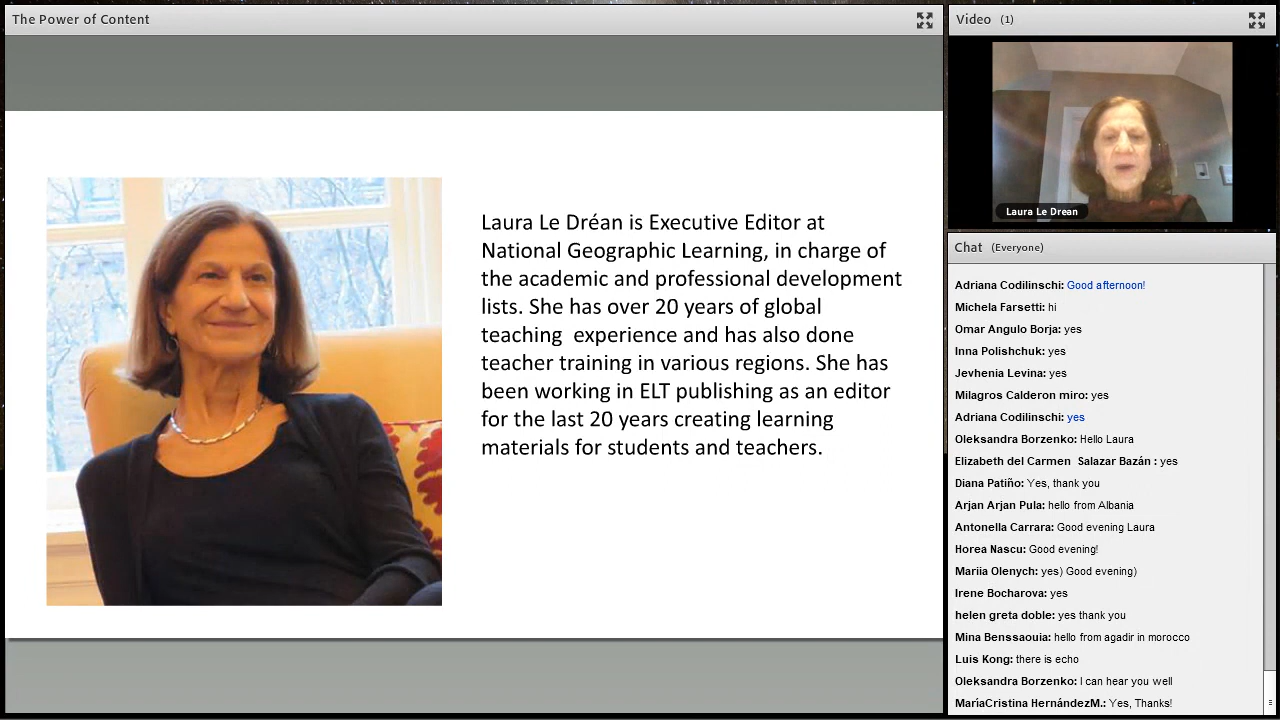 The Power of Content
Laura Le Dréan is Executive Editor at
National Geographic Learning, in charge of
the academic and professional development
lists. She has over 20 years of global
teaching  experience and has also done
teacher training in various regions. She has
been working in ELT publishing as an editor
for the last 20 years creating learning
materials for students and teachers.
Video (1)
Laura Le Drean
Chat (Everyone)
Adriana Codilinschi: Good afternoon!
Michela Farsetti: hi
Omar Angulo Borja: yes
Inna Polishchuk: yes
Jevhenia Levina: yes
Milagros Calderon miro: yes
Adriana Codilinschi: yes
Oleksandra Borzenko: Hello Laura
Elizabeth del Carmen  Salazar Bazán : yes
Diana Patiño: Yes, thank you
Arjan Arjan Pula: hello from Albania
Antonella Carrara: Good evening Laura
Horea Nascu: Good evening!
Mariia Olenych: yes) Good evening)
Irene Bocharova: yes
helen greta doble: yes thank you
Mina Benssaouia: hello from agadir in morocco
Luis Kong: there is echo
Oleksandra Borzenko: I can hear you well
MaríaCristina HernándezM.: Yes, Thanks!